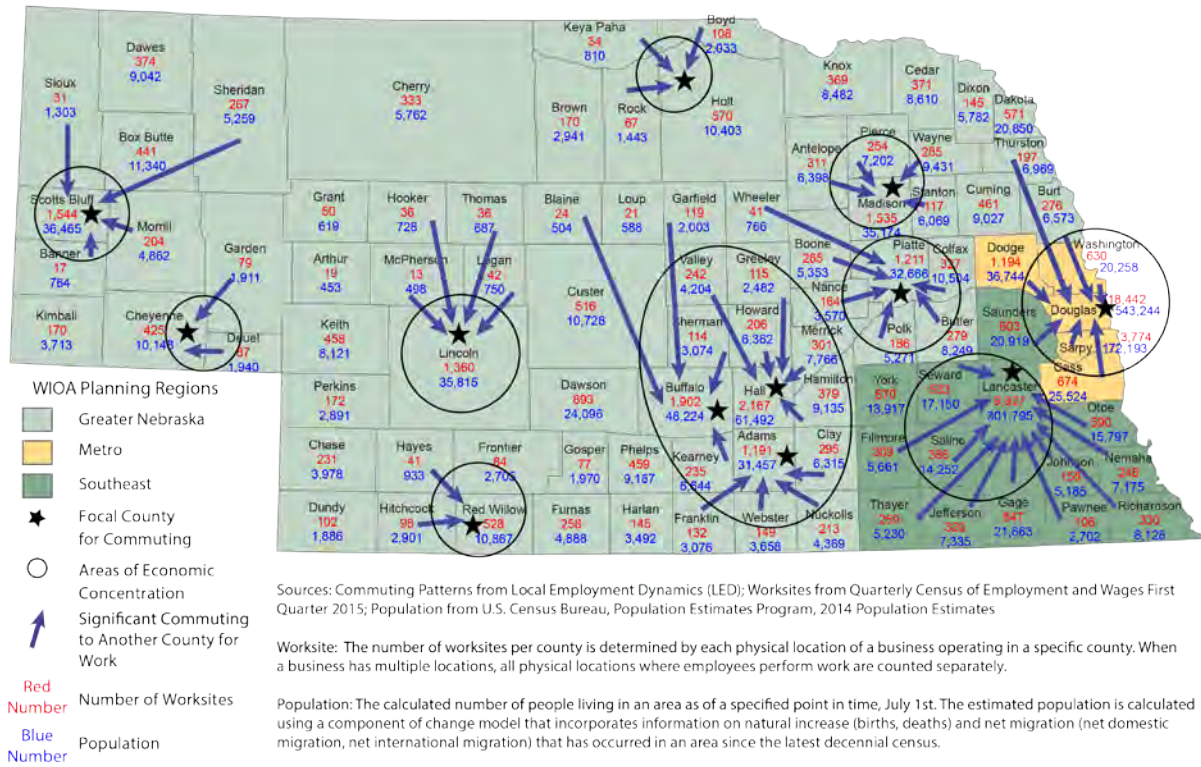 Boyd
108
2,033
Keya Paha
54
810
Dawes
374
9,042
Sioux
31
1,303
Sheridan
267
5,259
Cherry
333
5,762
Box Butte
441
11,340
Brown
170
2,941
Rock
67
1,443
Holt
570
10,403
Knox
369
8,482
Cedar
371
8,610
Dixon
145
5,782
Dakota
571
20,850
Antelope
311
6,398
Pierce
254
7,202
Wayne
285
9,431
Thurston
197
6,969
Scotts Bluff
1,544
36,465
Morrill
204
4,862
Garden
79
1,911
Banner
17
764
Kimball
170
3,713
Cheyenne
425
Deuel
87
1,940
Grant
50
619
Hooker
36
728
Thomas
36
687
Blaine
24
504
Loup
21
588
Garfield
119
2,003
Wheeler
41
766
Madison
1,535
35,174
Stanton
117
6,069
Cuming
461
9,027
Burt
276
6,573
Arthur
19
453
McPherson
13
498
Logan
42
750
Custer
516
10,728
Valley
242
4,204
Greeley
115
2,482
Boone
265
5,353
Nance
164
3,570
Platte
1,211
32,666
Colfax
10,504
Dodge
1,194
36,744
Washington
630
20,258
Keith
458
8,121
Lincoln
1,360
35,815
Sherman
114
3,074
Howard
206
6,362
Merrick
301
7,766
Polk
186
5,271
Butler
279
8,249
Saunders
603
20,919
Douglas
18,442
543,244
Sarpy
3,774
172,193
Cass
674
25,524
Perkins
172
2,891
Dawson
893
24,096
Buffalo
1,902
48,224
Hall
2,167
61,492
Hamilton
379
9,135
York
670
13,917
Seward
17,150
Lancaster
301,795
Otoe
390
15,797
Chase
231
3,978
Hayes
41
933
Frontier
84
2,703
Gosper
77
1,970
Phelps
459
9,187
Kearney
235
6,644
Adams
1,191
31,457
Clay
295
6,315
Fillmore
309
5,661
Saline
386
14,252
Johnson
5,185
Nemaha
248
7,175
Dundy
102
1,886
Hitchcock
98
2,901
Red Willow
528
10,867
Furnas
258
4,888
Harlan
145
3,492
Franklin
132
3,076
Webster
149
3,658
Nuckolls
213
4,369
Thayer
5,230
Jefferson
7,335
Gage
647
21,663
Pawnee
106
2,702
Richardson
330
8,128
WIOA Planning Regions
Greater Nebraska
Metro
Southeast
Focal County
for Commuting
Areas of Economic
Concentration
Significant Commuting
to Another County for
Work
Red
Number
Number of Worksites
Blue
Number
Population
Sources: Commuting Patterns from Local Employment Dynamics (LED); Worksites from Quarterly Census of Employment and Wages First
Quarter 2015; Population from U.S. Census Bureau, Population Estimates Program, 2014 Population Estimates
Worksite: The number of worksites per county is determined by each physical location of a business operating in a specific county. When
a business has multiple locations, all physical locations where employees perform work are counted separately.
Population: The calculated number of people living in an area as of a specified point in time, July 1st. The estimated population is calculated
using a component of change model that incorporates information on natural increase (births, deaths) and net migration (net domestic
migration, net international migration) that has occurred in an area since the latest decennial census.